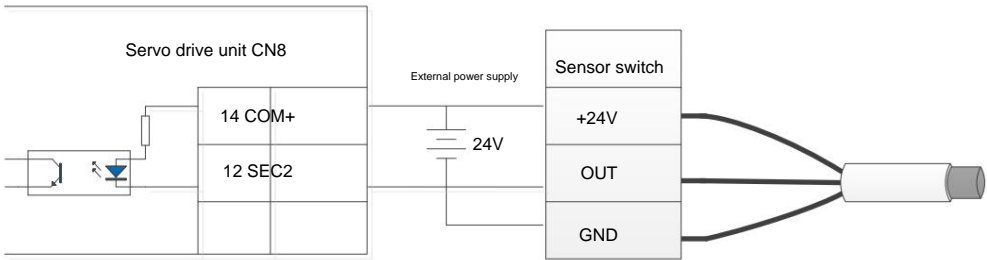 Servo drive unit CN8
External power supply
Sensor switch
14 COM+
+24V
24V
12 SEC2
OUT
GND